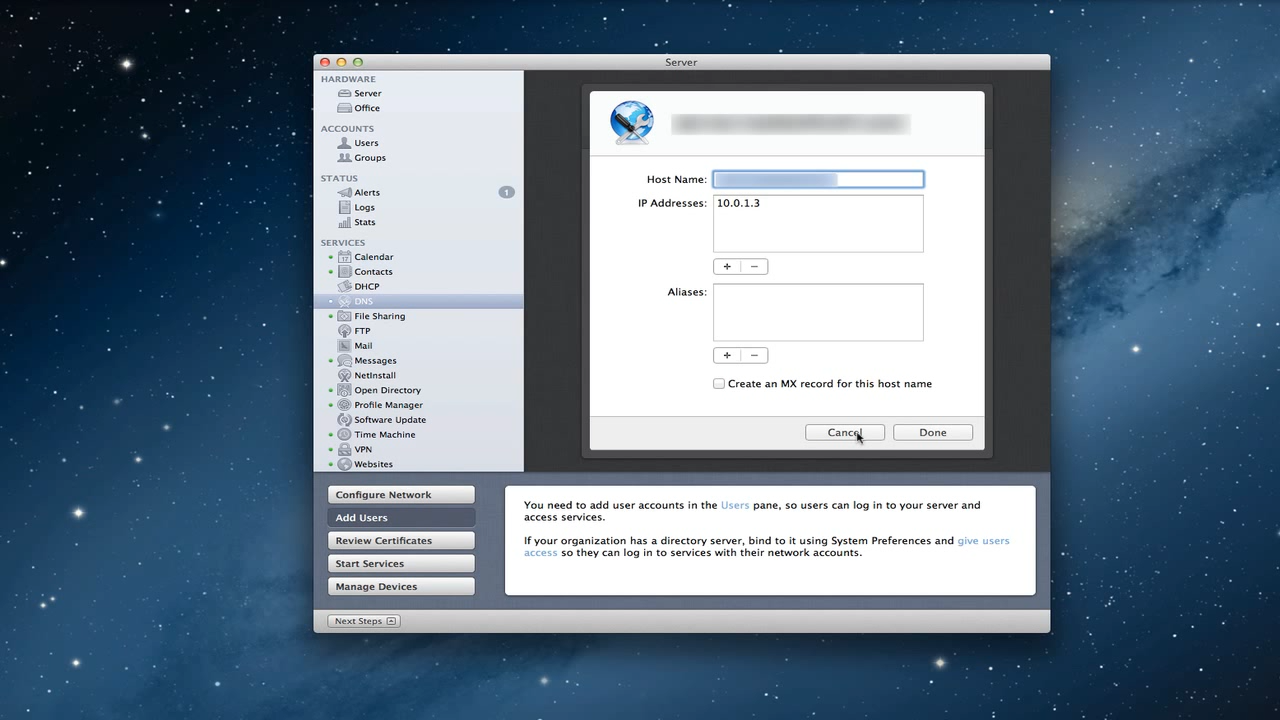 Server
HARDWARE
Server
Office
ACCOUNTS
Users
Groups
STATUS
Alerts
1
Logs
Stats
SERVICES
Calendar
Contacts
DHCP
DNS
File Sharing
FTP
Mail
Messages
NetInstall
Open Directory
Profile Manager
Software Update
Time Machine
VPN
Websites
Host Name:
IP Addresses:
10.0.1.3
+ −
Aliases:
+ −
Create an MX record for this host name
Cancel
Done
Configure Network
Add Users
Review Certificates
Start Services
Manage Devices
You need to add user accounts in the Users pane, so users can log in to your server and
access services.
If your organization has a directory server, bind to it using System Preferences and give users
access so they can log in to services with their network accounts.
Next Steps